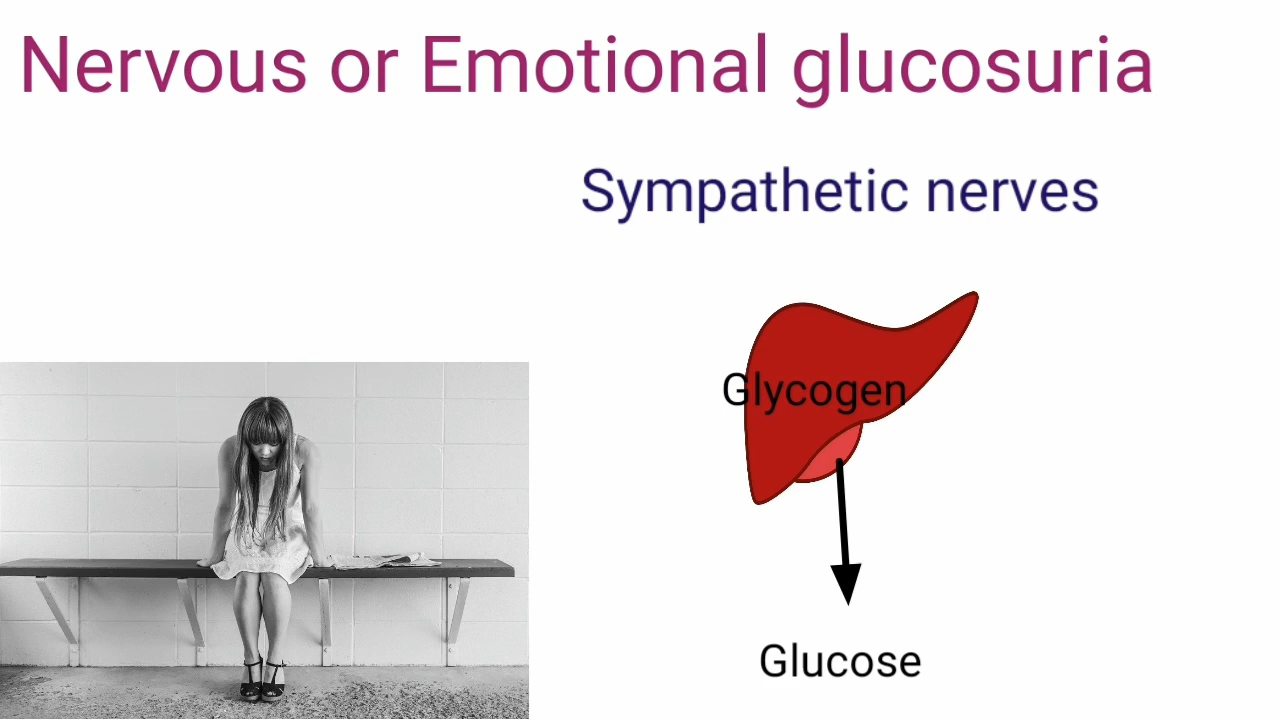 Nervous or Emotional glucosuria
Sympathetic nerves
Glycogen
Glucose